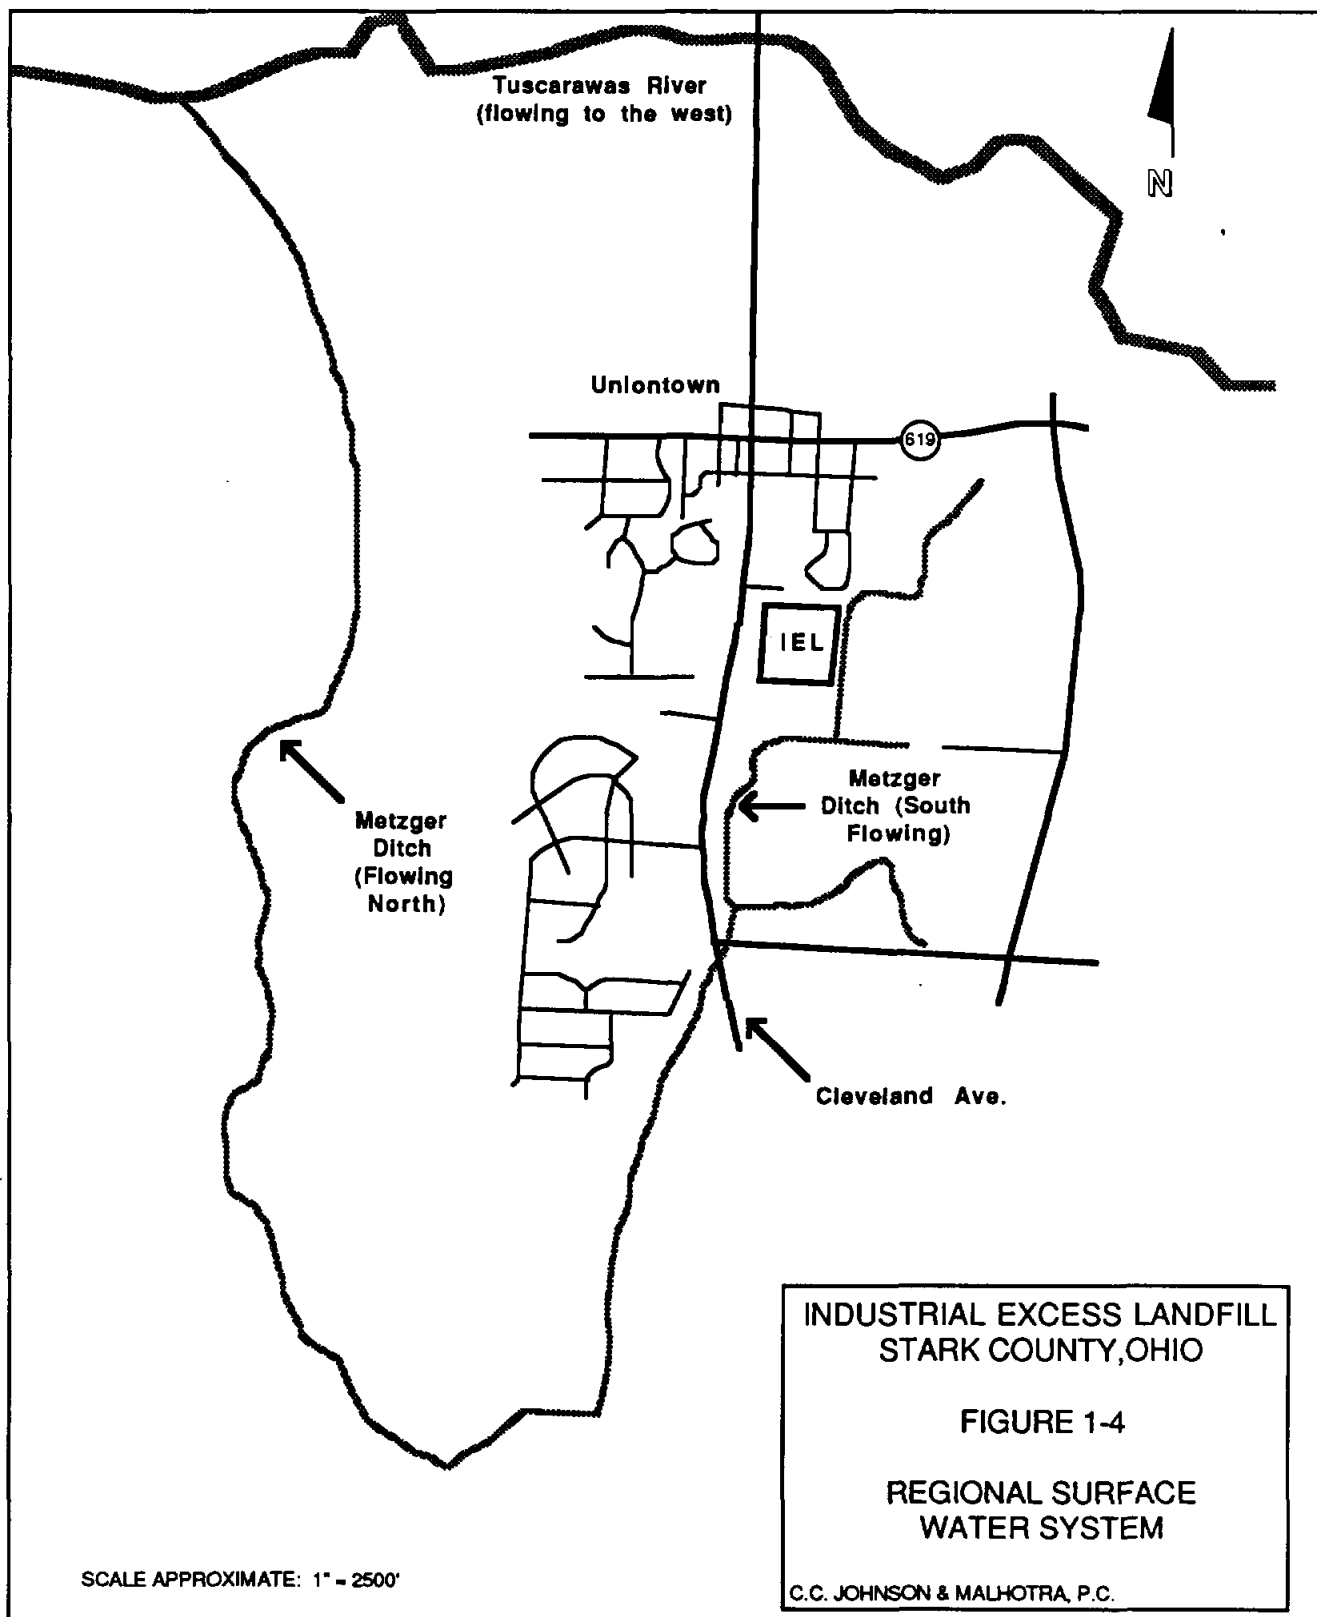 Tuscarawas River
(flowing to the west)
N
Uniontown
619
IEL
Metzger
Ditch (South
Flowing)
Metzger
Ditch
(Flowing
North)
Cleveland Ave.
INDUSTRIAL EXCESS LANDFILL
STARK COUNTY,OHIO
FIGURE 1-4
REGIONAL SURFACE
WATER SYSTEM
C.C. JOHNSON & MALHOTRA, P.C.
SCALE APPROXIMATE: 1" = 2500'